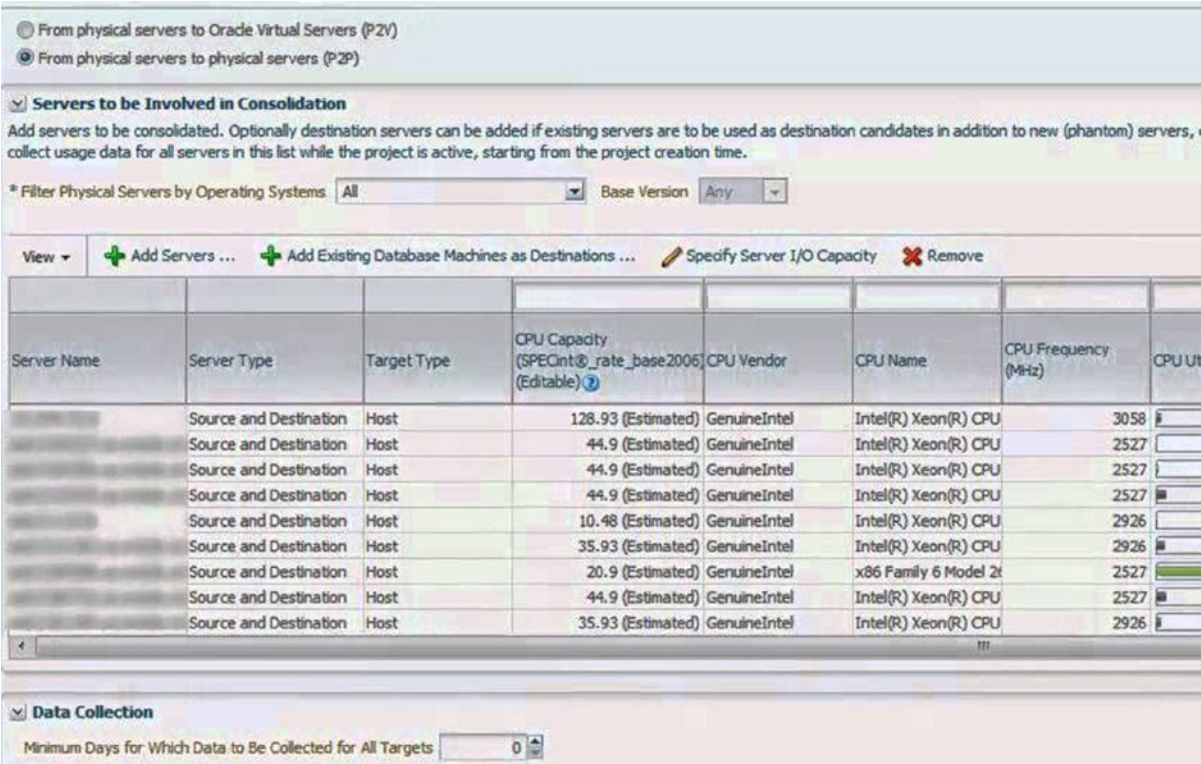 From physical servers to Oracle Virtual Servers (P2V)
From physical servers to physical servers (P2P)
Servers to be Involved in Consolidation
Add servers to be consolidated. Optionally destination servers can be added if existing servers are to be used as destination candidates in addition to new (phantom) servers,
collect usage data for all servers in this list while the project is active, starting from the project creation time.
* Filter Physical Servers by Operating Systems All Base Version Any
View Add Servers ... Add Existing Database Machines as Destinations ... Specify Server I/O Capacity Remove
Server Name Server Type Target Type CPU Capacity (SPECint®_rate_base2006) (Editable) CPU Vendor CPU Name CPU Frequency (MHz) CPU Ut
Source and Destination Host 128.93 (Estimated) GenuineIntel Intel(R) Xeon(R) CPU 3058
Source and Destination Host 44.9 (Estimated) GenuineIntel Intel(R) Xeon(R) CPU 2527
Source and Destination Host 44.9 (Estimated) GenuineIntel Intel(R) Xeon(R) CPU 2527
Source and Destination Host 44.9 (Estimated) GenuineIntel Intel(R) Xeon(R) CPU 2527
Source and Destination Host 10.48 (Estimated) GenuineIntel Intel(R) Xeon(R) CPU 2926
Source and Destination Host 35.93 (Estimated) GenuineIntel Intel(R) Xeon(R) CPU 2926
Source and Destination Host 20.9 (Estimated) GenuineIntel x86 Family 6 Model 26 2527
Source and Destination Host 44.9 (Estimated) GenuineIntel Intel(R) Xeon(R) CPU 2527
Source and Destination Host 35.93 (Estimated) GenuineIntel Intel(R) Xeon(R) CPU 2926
Data Collection
Minimum Days for Which Data to Be Collected for All Targets 0